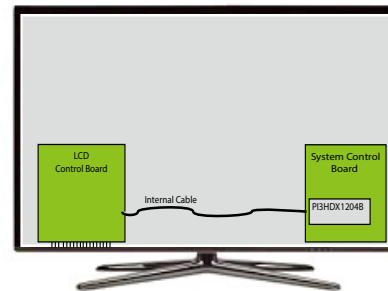 LCD
Control Board
Internal Cable
System Control
Board
PI3HDX1204B